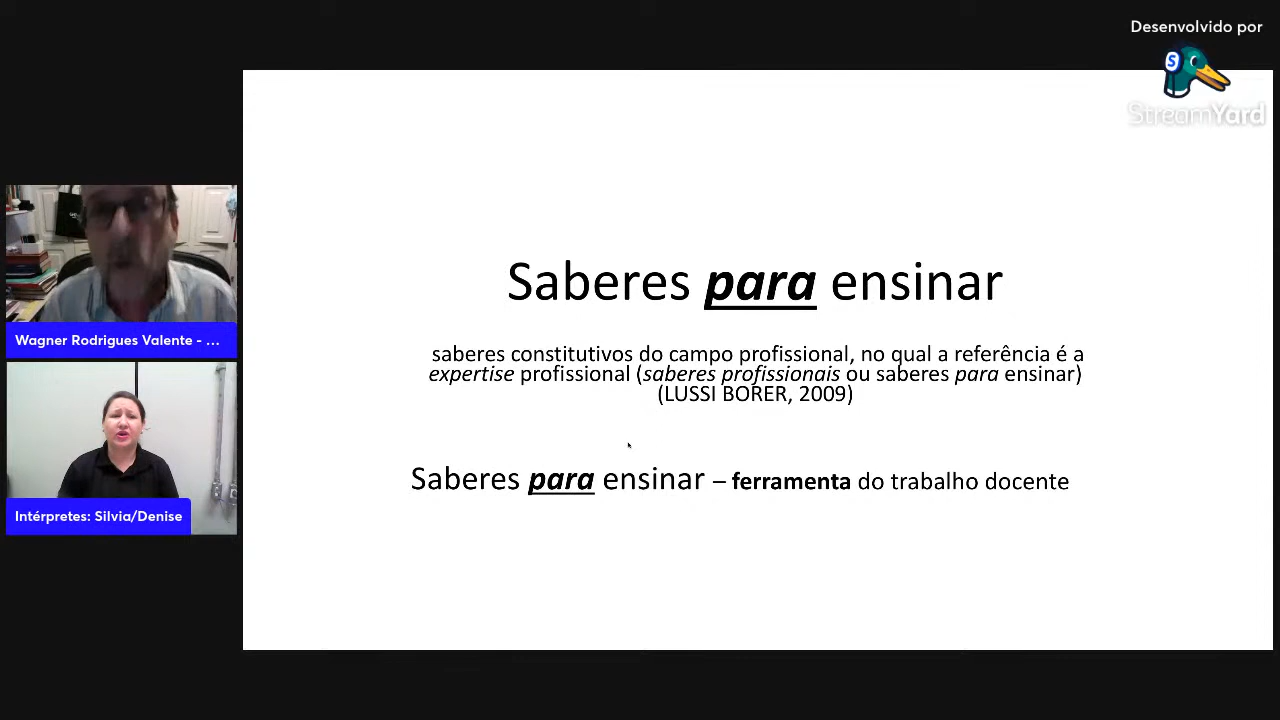 Desenvolvido por
StreamYard
Saberes para ensinar
saberes constitutivos do campo profissional, no qual a referência é a
expertise profissional (saberes profissionais ou saberes para ensinar)
(LUSSI BORER, 2009)
Saberes para ensinar – ferramenta do trabalho docente
Wagner Rodrigues Valente - ...
Intérpretes: Silvia/Denise